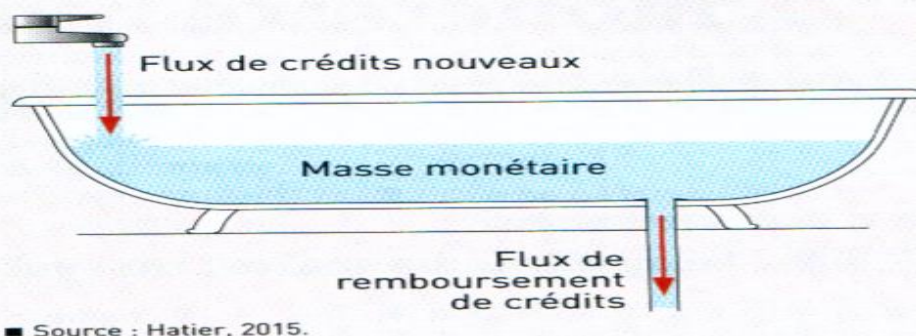 Flux de crédits nouveaux
Masse monétaire
Flux de
remboursement
de crédits
■ Source : Hatier, 2015.